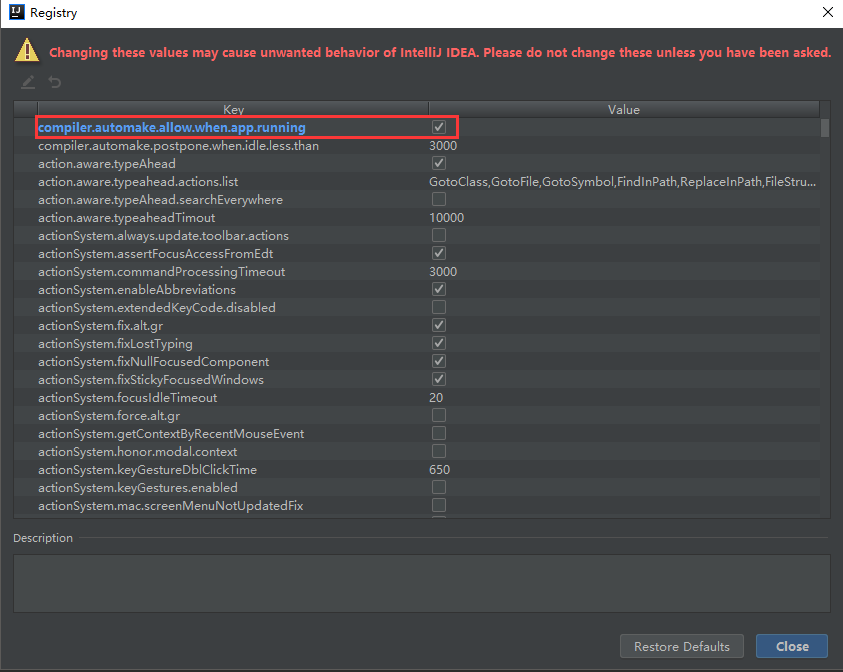 IJ Registry
Changing these values may cause unwanted behavior of IntelliJ IDEA. Please do not change these unless you have been asked.
Key Value
compiler.automake.allow.when.app.running
compiler.automake.postpone.when.idle.less.than 3000
action.aware.typeAhead
action.aware.typeahead.actions.list GotoClass,GotoFile,GotoSymbol,FindInPath,ReplaceInPath,FileStru...
action.aware.typeAhead.searchEverywhere
action.aware.typeaheadTimout 10000
actionSystem.always.update.toolbar.actions
actionSystem.assertFocusAccessFromEdt
actionSystem.commandProcessingTimeout 3000
actionSystem.enableAbbreviations
actionSystem.extendedKeyCode.disabled
actionSystem.fix.alt.gr
actionSystem.fixLostTyping
actionSystem.fixNullFocusedComponent
actionSystem.fixStickyFocusedWindows
actionSystem.focusIdleTimeout 20
actionSystem.force.alt.gr
actionSystem.getContextByRecentMouseEvent
actionSystem.honor.modal.context
actionSystem.keyGestureDblClickTime 650
actionSystem.keyGestures.enabled
actionSystem.mac.screenMenuNotUpdatedFix
Description
Restore Defaults Close